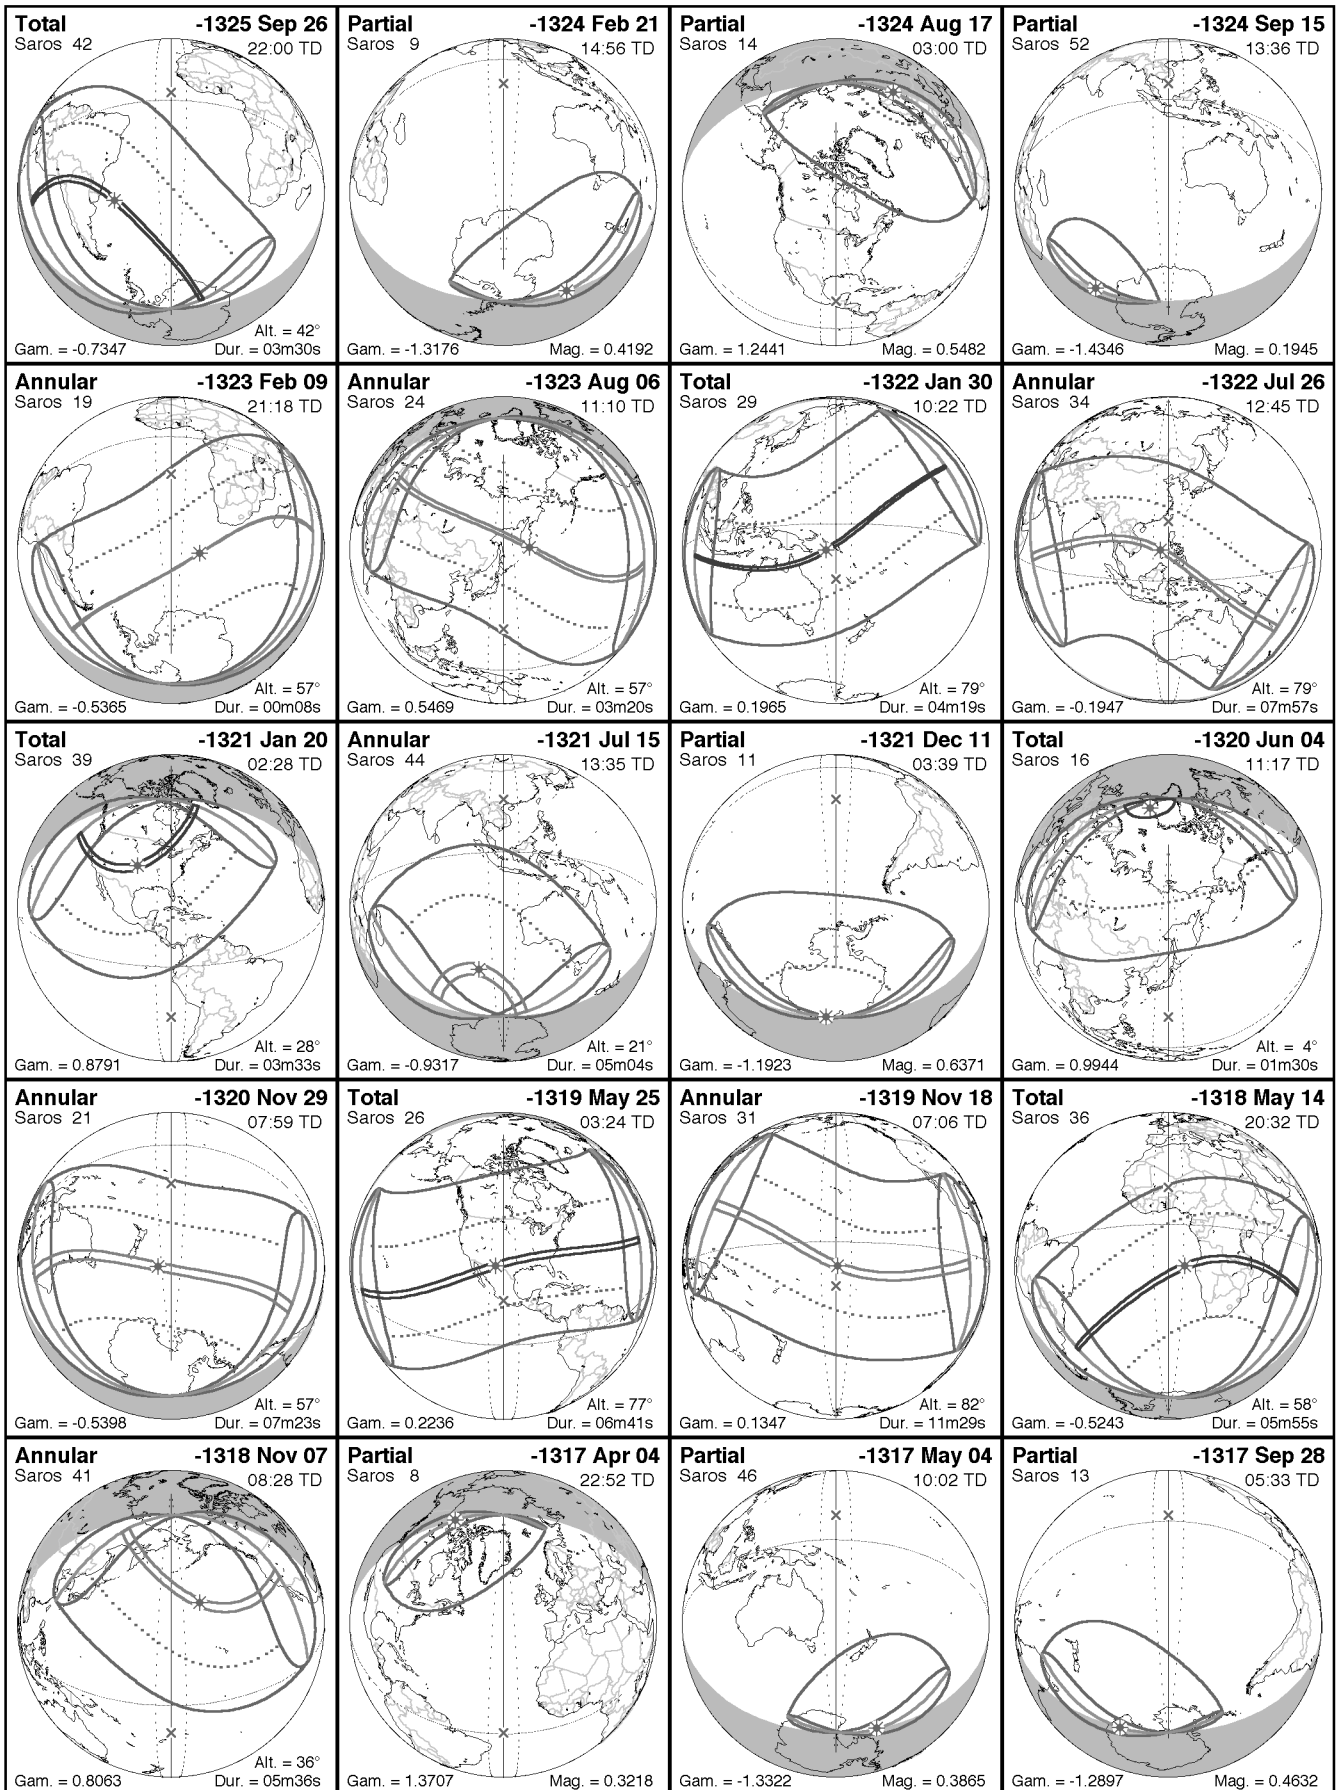 Total -1325 Sep 26
Saros 42 22:00 TD
Alt. = 42°
Gam. = -0.7347 Dur. = 03m30s
Partial -1324 Feb 21
Saros 9 14:56 TD
Gam. = -1.3176 Mag. = 0.4192
Partial -1324 Aug 17
Saros 14 03:00 TD
Gam. = 1.2441 Mag. = 0.5482
Partial -1324 Sep 15
Saros 52 13:36 TD
Gam. = -1.4346 Mag. = 0.1945
Annular -1323 Feb 09
Saros 19 21:18 TD
Alt. = 57°
Gam. = -0.5365 Dur. = 00m08s
Annular -1323 Aug 06
Saros 24 11:10 TD
Alt. = 57°
Gam. = 0.5469 Dur. = 03m20s
Total -1322 Jan 30
Saros 29 10:22 TD
Alt. = 79°
Gam. = 0.1965 Dur. = 04m19s
Annular -1322 Jul 26
Saros 34 12:45 TD
Alt. = 79°
Gam. = -0.1947 Dur. = 07m57s
Total -1321 Jan 20
Saros 39 02:28 TD
Alt. = 28°
Gam. = 0.8791 Dur. = 03m33s
Annular -1321 Jul 15
Saros 44 13:35 TD
Alt. = 21°
Gam. = -0.9317 Dur. = 05m04s
Partial -1321 Dec 11
Saros 11 03:39 TD
Gam. = -1.1923 Mag. = 0.6371
Total -1320 Jun 04
Saros 16 11:17 TD
Alt. = 4°
Gam. = 0.9944 Dur. = 01m30s
Annular -1320 Nov 29
Saros 21 07:59 TD
Alt. = 57°
Gam. = -0.5398 Dur. = 07m23s
Total -1319 May 25
Saros 26 03:24 TD
Alt. = 77°
Gam. = 0.2236 Dur. = 06m41s
Annular -1319 Nov 18
Saros 31 07:06 TD
Alt. = 82°
Gam. = 0.1347 Dur. = 11m29s
Total -1318 May 14
Saros 36 20:32 TD
Alt. = 58°
Gam. = -0.5243 Dur. = 05m55s
Annular -1318 Nov 07
Saros 41 08:28 TD
Alt. = 36°
Gam. = 0.8063 Dur. = 05m36s
Partial -1317 Apr 04
Saros 8 22:52 TD
Gam. = 1.3707 Mag. = 0.3218
Partial -1317 May 04
Saros 46 10:02 TD
Gam. = -1.3322 Mag. = 0.3865
Partial -1317 Sep 28
Saros 13 05:33 TD
Gam. = -1.2897 Mag. = 0.4632